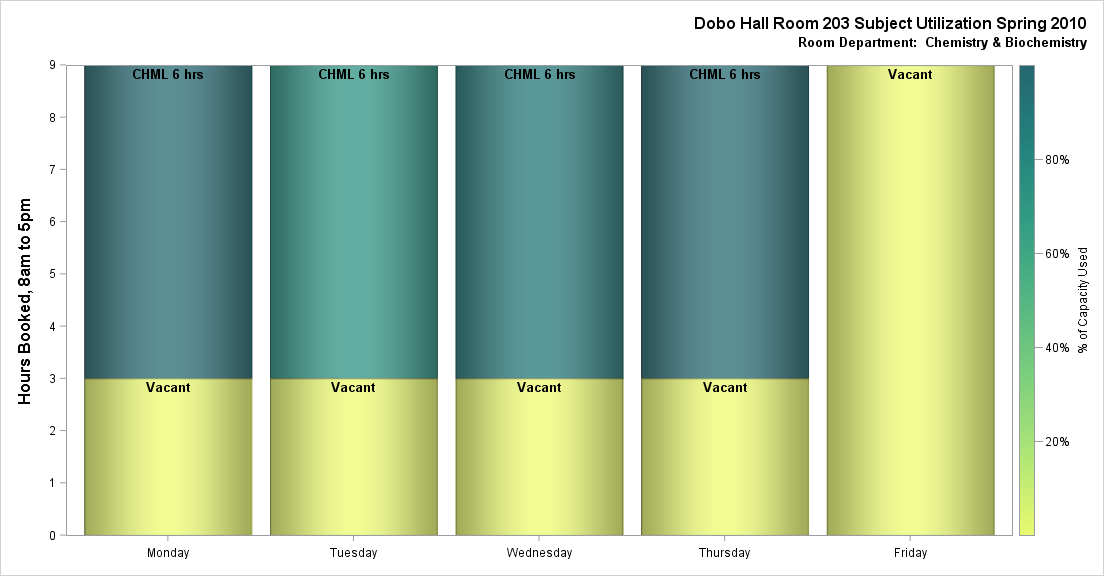 Dobo Hall Room 203 Subject Utilization Spring 2010
Room Department:  Chemistry & Biochemistry
Hours Booked, 8am to 5pm
9
8
7
6
5
4
3
2
1
0
CHML 6 hrs
CHML 6 hrs
CHML 6 hrs
CHML 6 hrs
Vacant
Vacant
Vacant
Vacant
Vacant
Monday
Tuesday
Wednesday
Thursday
Friday
80%
60%
40%
20%
% of Capacity Used